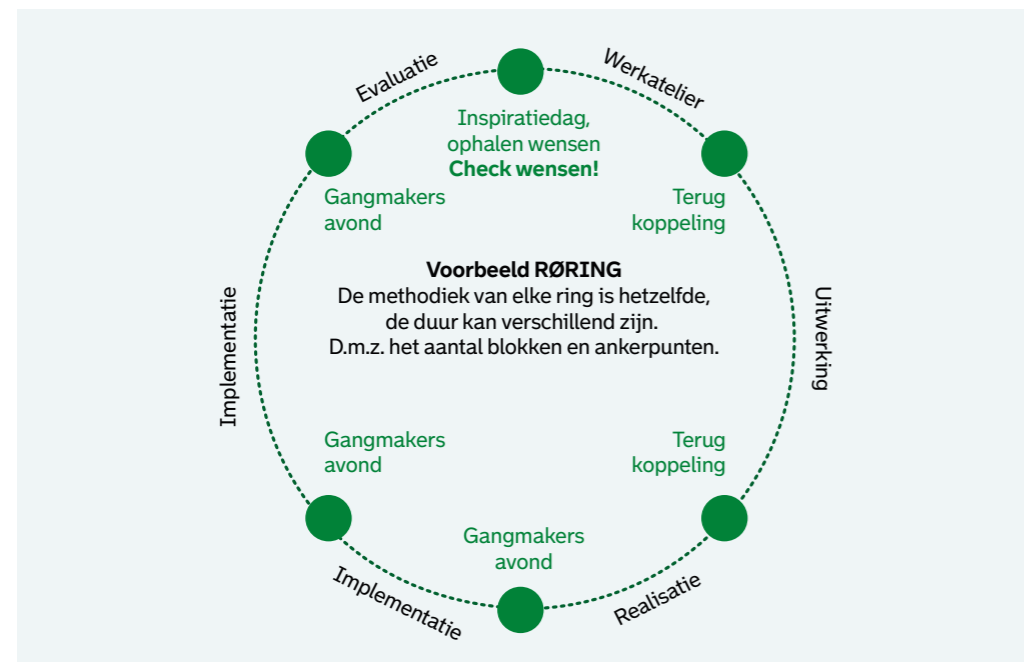 Evaluatie
Werkatelier
Inspiratiedag,
ophalen wensen
Check wensen!
Gangmakers
avond
Terug
koppeling
Voorbeeld RØRING
De methodiek van elke ring is hetzelfde,
de duur kan verschillend zijn.
D.m.z. het aantal blokken en ankerpunten.
Implementatie
Uitwerking
Gangmakers
avond
Terug
koppeling
Gangmakers
avond
Implementatie
Realisatie